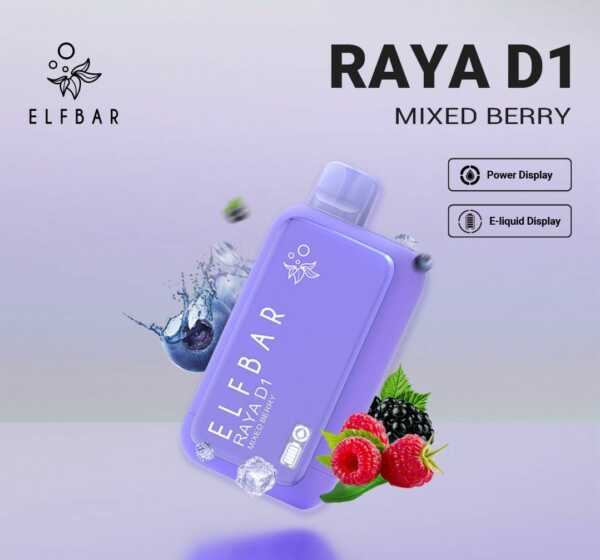 ELFBAR
RAYA D1
MIXED BERRY
Power Display
E-liquid Display
ELFBAR
RAYA D1
MIXED BERRY